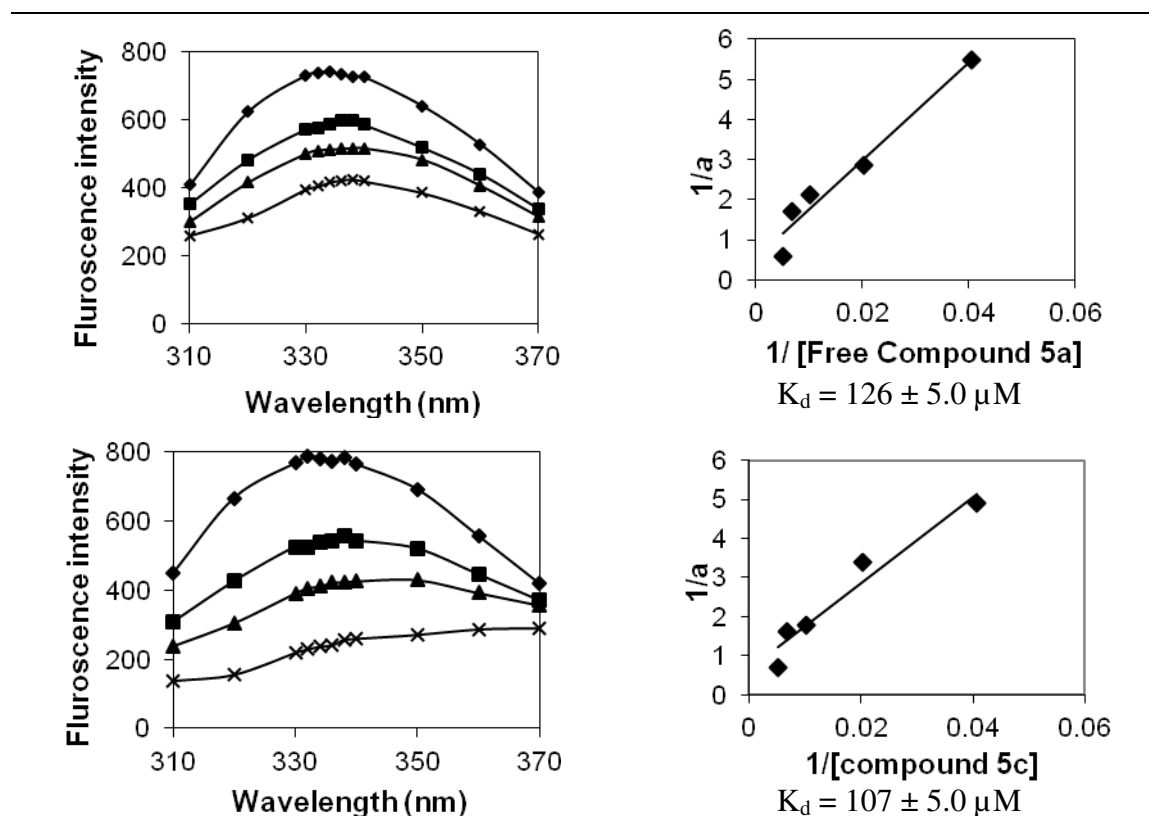 800
600
400
200
0
310 330 350 370
Fluroscence intensity
Wavelength (nm)
6
5
4
3
2
1
0
0 0.02 0.04 0.06
1/a
1/ [Free Compound 5a]
K_d = 126 ± 5.0 µM
800
600
400
200
0
310 330 350 370
Fluroscence intensity
Wavelength (nm)
6
5
4
3
2
1
0
0 0.02 0.04 0.06
1/a
1/[compound 5c]
K_d = 107 ± 5.0 µM